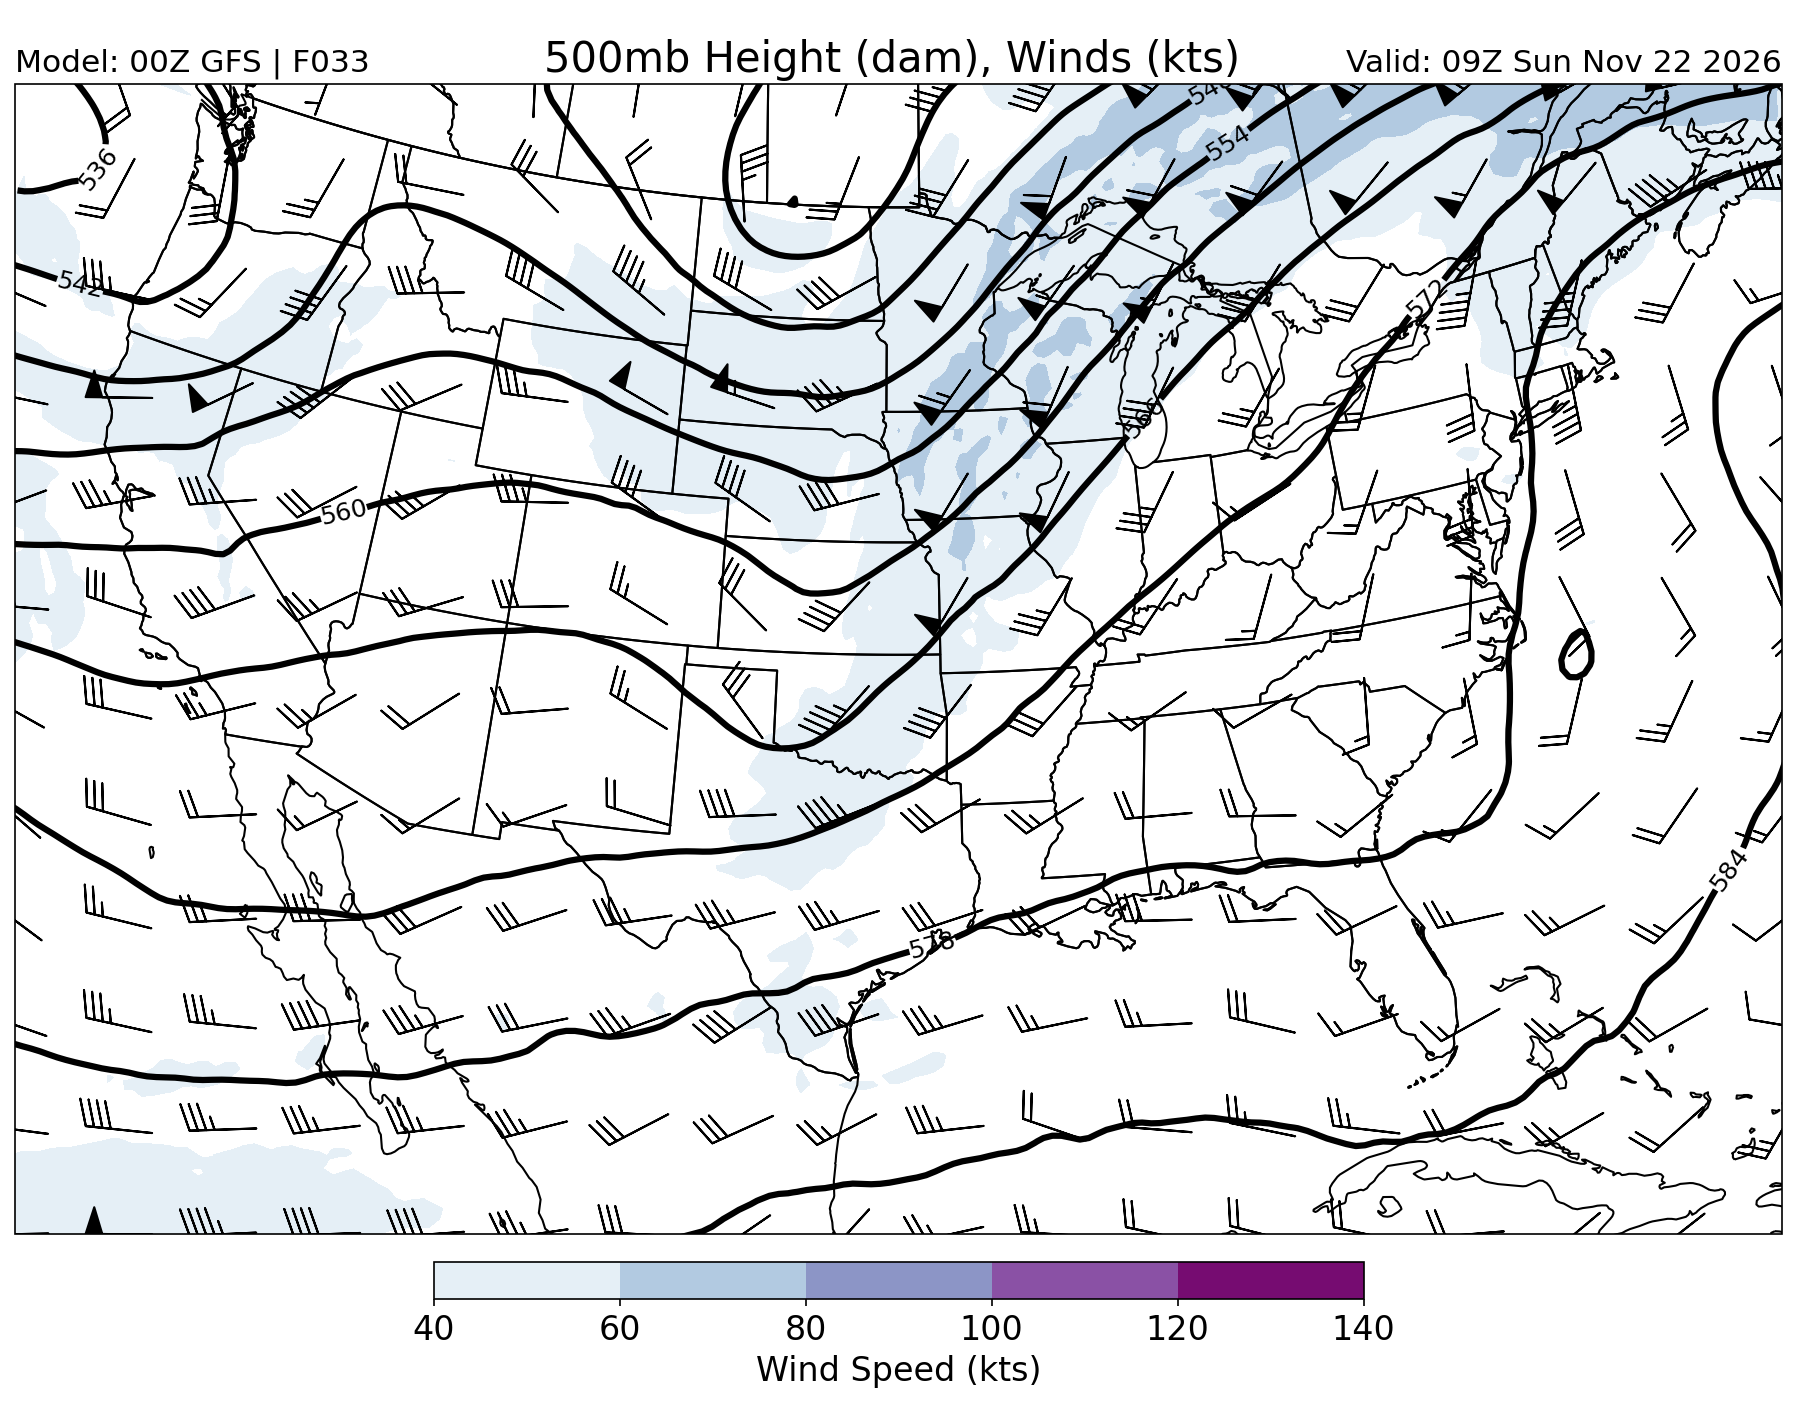 Model: 00Z GFS | F033
500mb Height (dam), Winds (kts)
Valid: 09Z Sun Nov 22 2026
554
536
542
572
566
560
584
578
40 60 80 100 120 140
Wind Speed (kts)